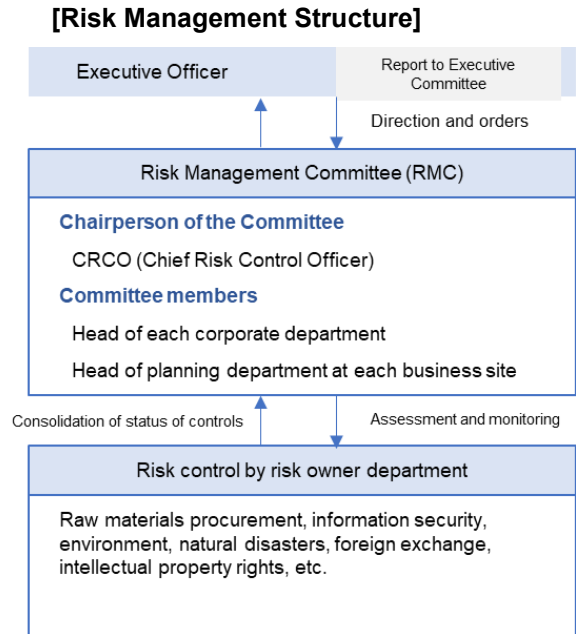 [Risk Management Structure]
Executive Officer
Report to Executive
Committee
Direction and orders
Risk Management Committee (RMC)
Chairperson of the Committee
CRCO (Chief Risk Control Officer)
Committee members
Head of each corporate department
Head of planning department at each business site
Consolidation of status of controls
Assessment and monitoring
Risk control by risk owner department
Raw materials procurement, information security,
environment, natural disasters, foreign exchange,
intellectual property rights, etc.